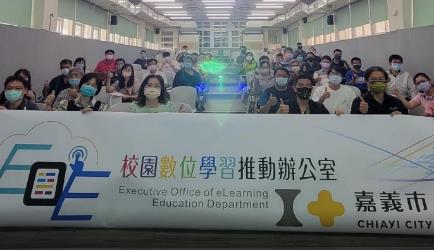 EOE
校園數位學習推動辦公室
Executive Office of eLearning
Education Department
嘉義市
CHIAYI CITY